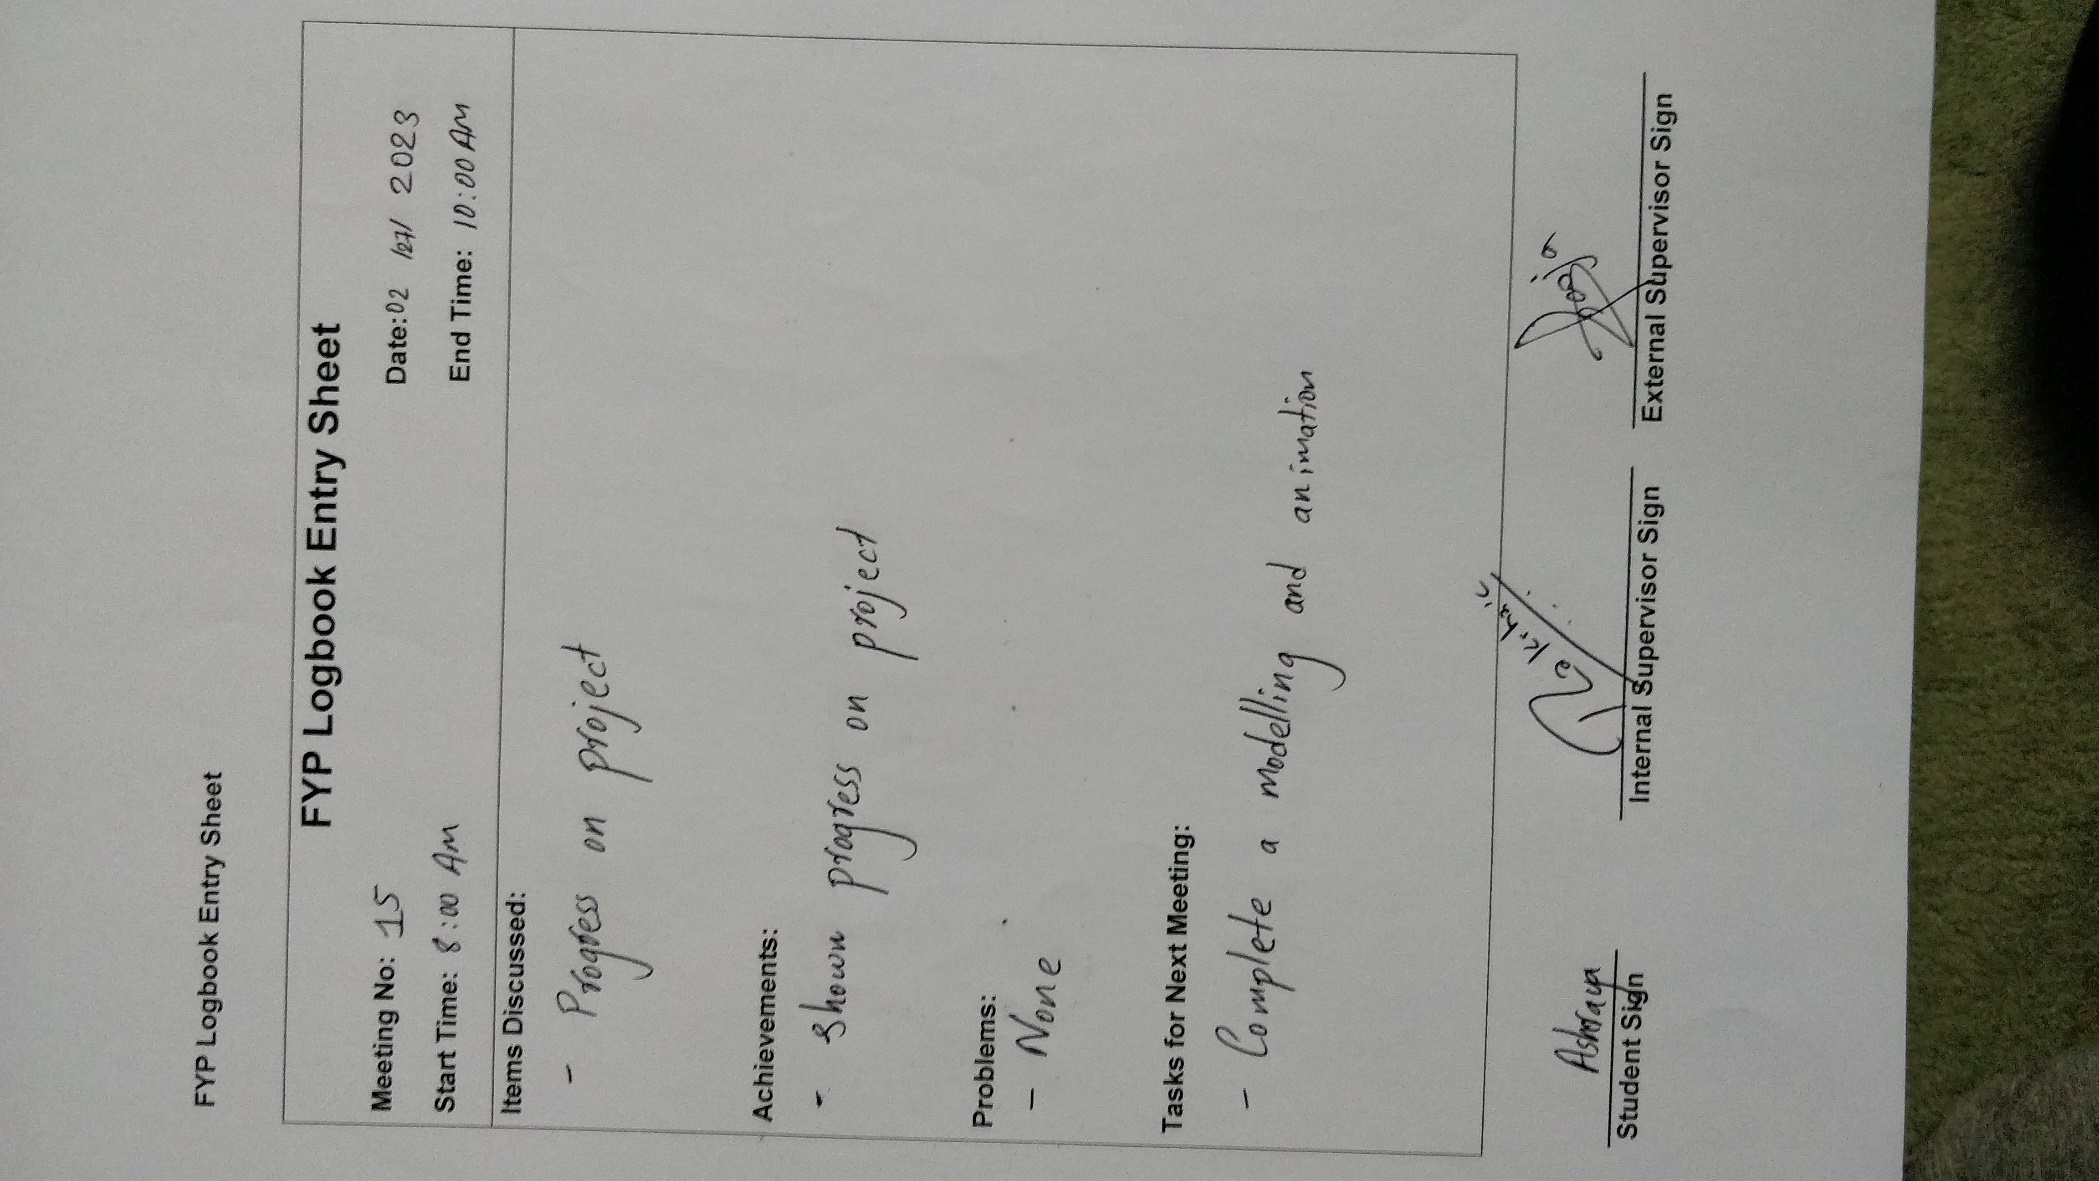 FYP Logbook Entry Sheet
FYP Logbook Entry Sheet
Meeting No: 15 Date: 02 /27/ 2023
Start Time: 8:00 AM End Time: 10:00 AM
Items Discussed:
- Progress on project
Achievements:
- Shown progress on project
Problems:
- None
Tasks for Next Meeting:
- Complete a modelling and animation
Student Sign Internal Supervisor Sign External Supervisor Sign